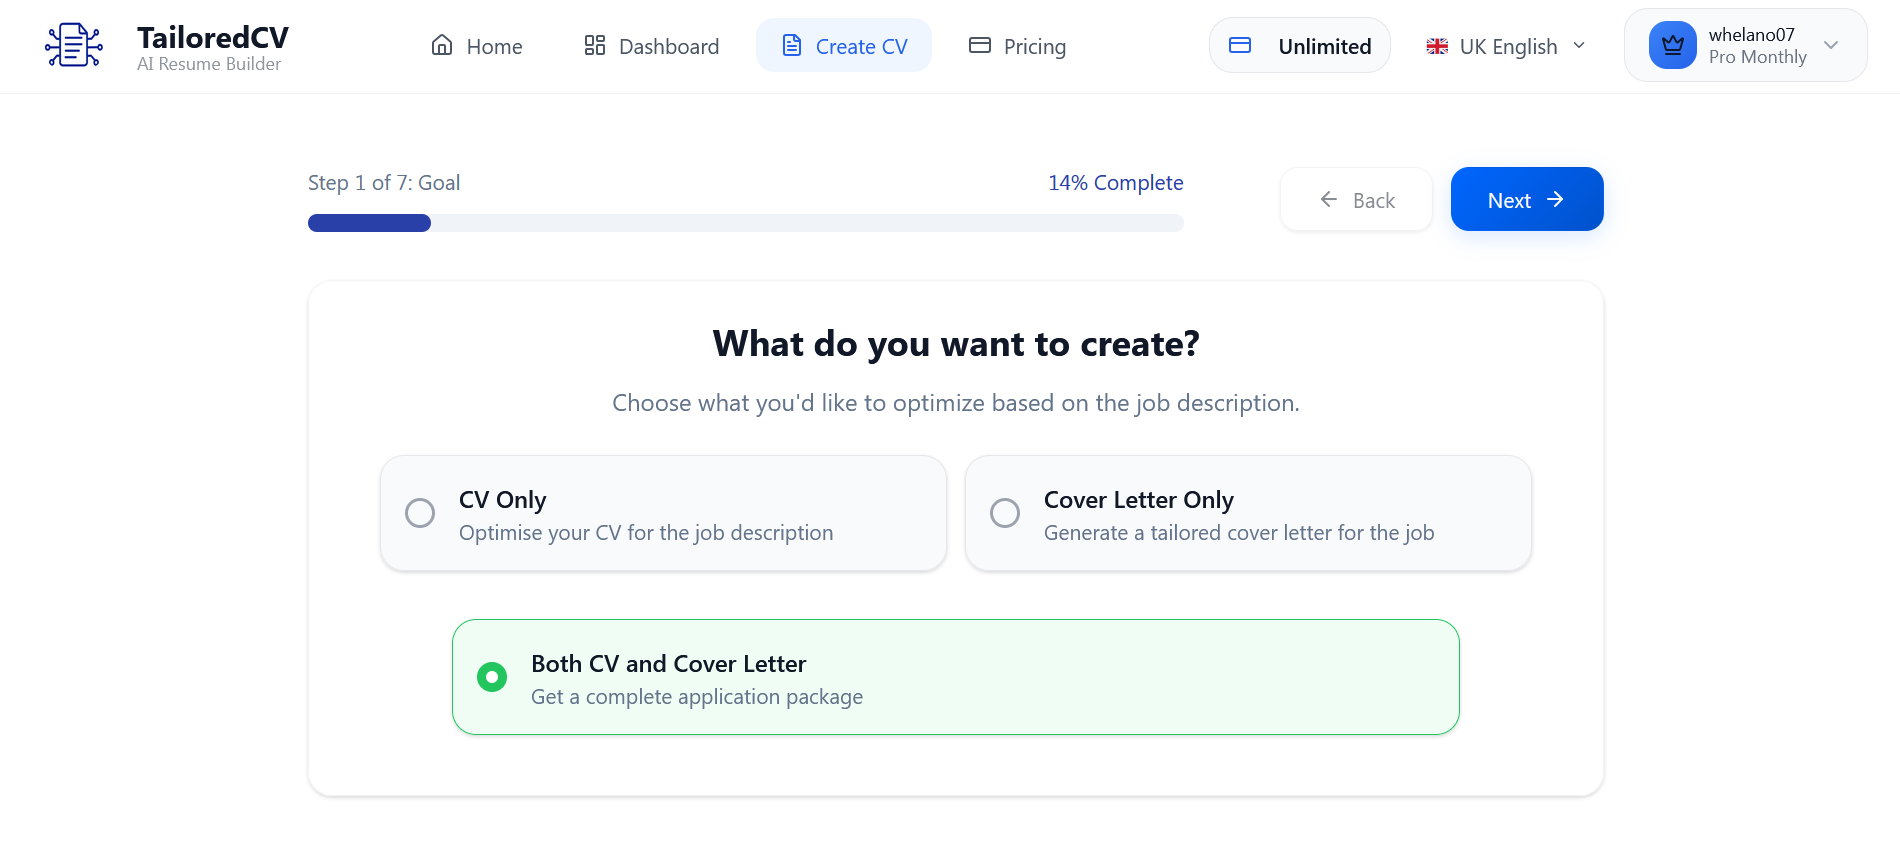 TailoredCV
AI Resume Builder
Home
Dashboard
Create CV
Pricing
Unlimited
UK English
whelano07
Pro Monthly
Step 1 of 7: Goal
14% Complete
Back
Next
What do you want to create?
Choose what you'd like to optimize based on the job description.
CV Only
Optimise your CV for the job description
Cover Letter Only
Generate a tailored cover letter for the job
Both CV and Cover Letter
Get a complete application package